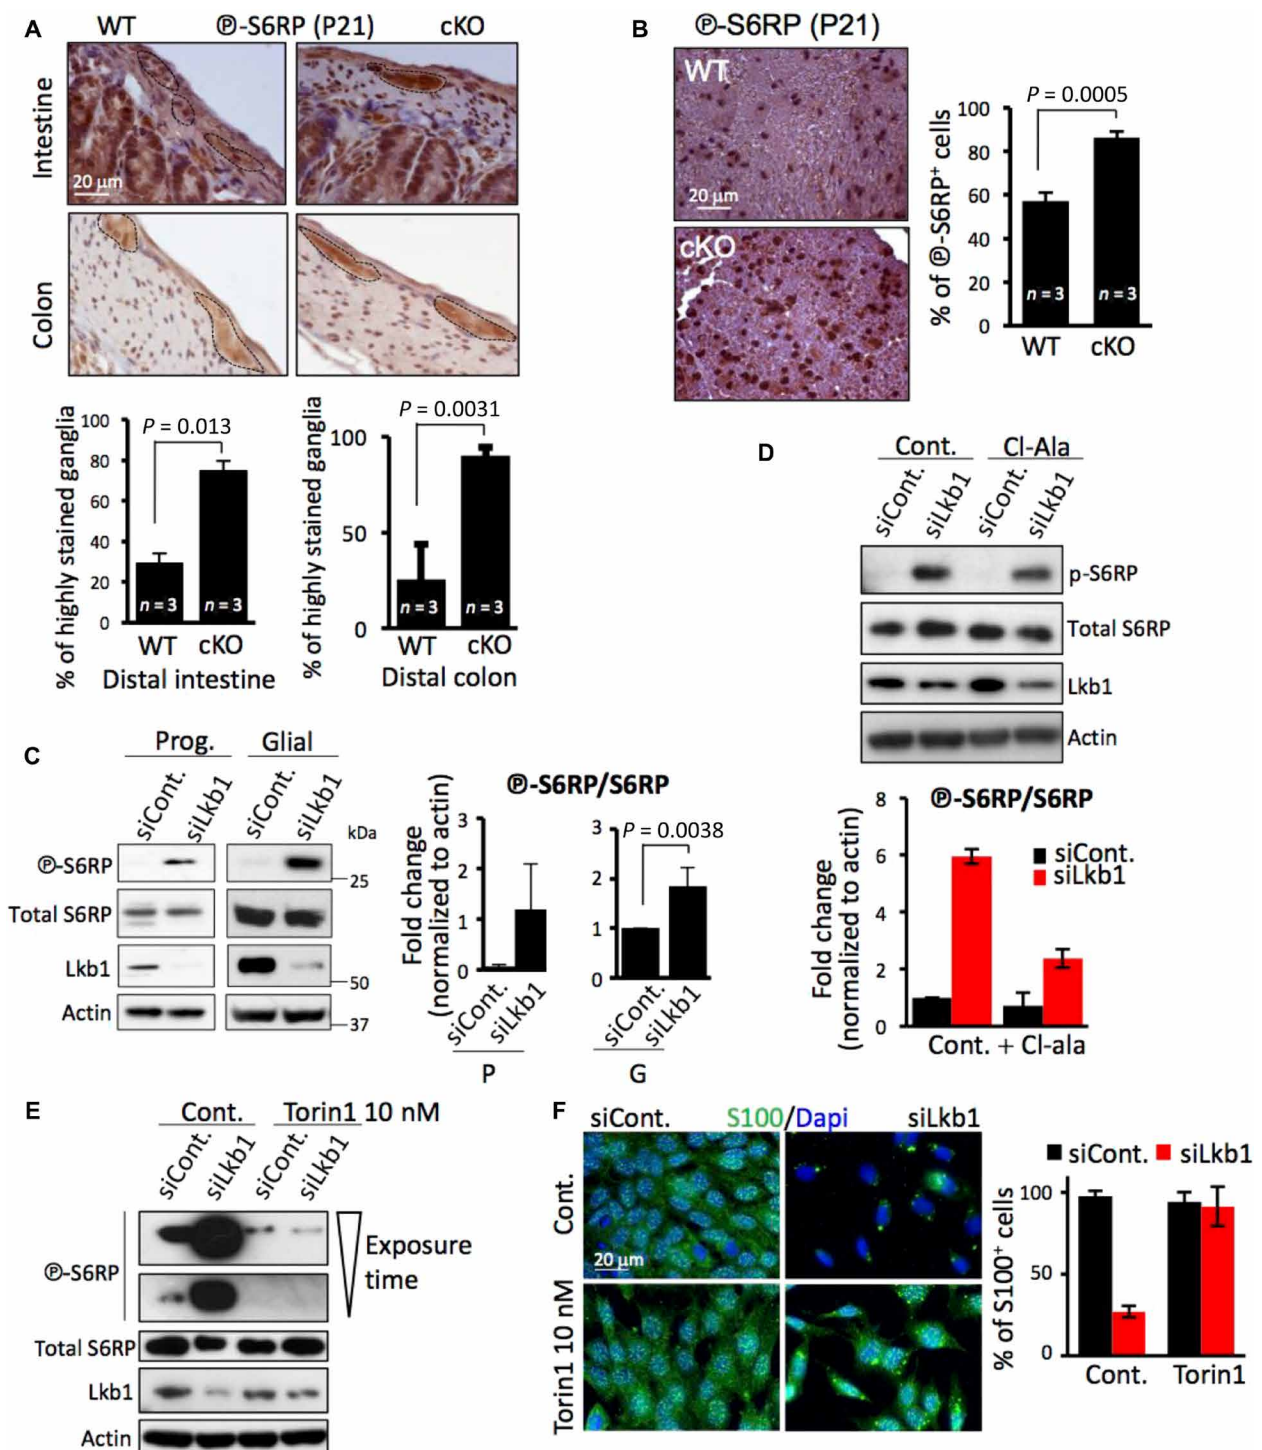 A
WT Ⓟ-S6RP (P21) cKO
Intestine
20 µm
Colon
% of highly stained ganglia
100
80
60
40
20
0
P = 0.013
n = 3 n = 3
WT cKO
Distal intestine
% of highly stained ganglia
100
50
0
P = 0.0031
n = 3 n = 3
WT cKO
Distal colon
B
Ⓟ-S6RP (P21)
WT
20 µm
cKO
% of Ⓟ-S6RP⁺ cells
100
80
60
40
20
0
P = 0.0005
n = 3 n = 3
WT cKO
C
Prog. Glial
siCont. siLkb1 siCont. siLkb1
kDa
Ⓟ-S6RP
25
Total S6RP
Lkb1
50
Actin
37
Ⓟ-S6RP/S6RP
Fold change
(normalized to actin)
3
2
1
0
siCont. siLkb1
P
3
2
1
0
P = 0.0038
siCont. siLkb1
G
D
Cont. Cl-Ala
siCont. siLkb1 siCont. siLkb1
p-S6RP
Total S6RP
Lkb1
Actin
Ⓟ-S6RP/S6RP
siCont.
siLkb1
Fold change
(normalized to actin)
8
6
4
2
0
Cont. + Cl-ala
E
Cont. Torin1 10 nM
siCont. siLkb1 siCont. siLkb1
Ⓟ-S6RP
Exposure
time
Total S6RP
Lkb1
Actin
F
siCont. S100/Dapi siLkb1
Cont.
20 µm
Torin1 10 nM
siCont. siLkb1
% of S100⁺ cells
100
50
0
Cont. Torin1